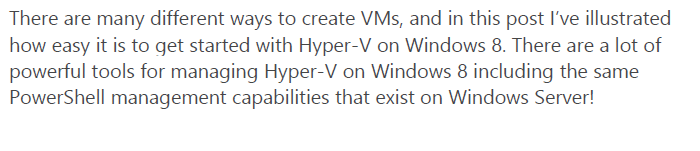 There are many different ways to create VMs, and in this post I've illustrated
how easy it is to get started with Hyper-V on Windows 8. There are a lot of
powerful tools for managing Hyper-V on Windows 8 including the same
PowerShell management capabilities that exist on Windows Server!